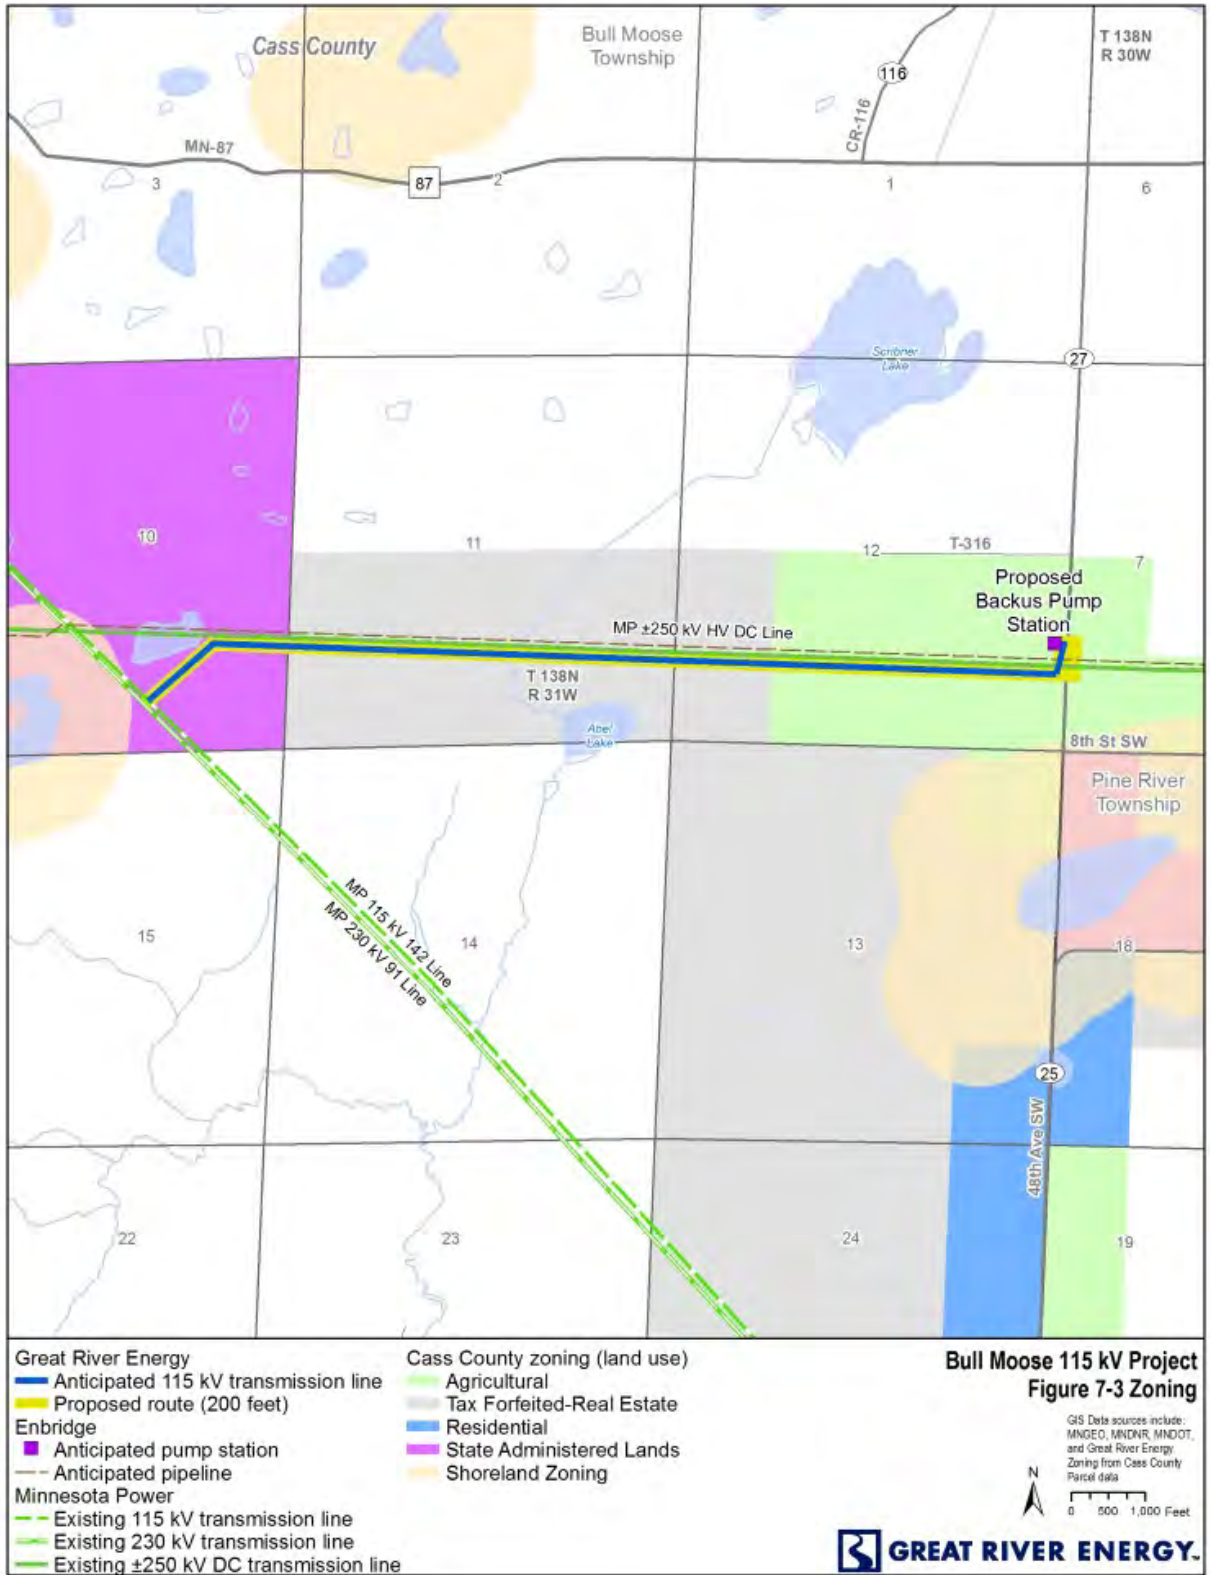 Cass County
Bull Moose
Township
T 138N
R 30W
116
CR-116
MN-87
87
3
2
1
6
Scribner
Lake
27
10
11
12
T-316
7
Proposed
Backus Pump
Station
MP ±250 kV HV DC Line
T 138N
R 31W
Abel
Lake
8th St SW
Pine River
Township
MP 115 kV 142 Line
MP 230 kV 91 Line
15
14
13
18
25
48th Ave SW
22
23
24
19
Great River Energy
Anticipated 115 kV transmission line
Proposed route (200 feet)
Enbridge
Anticipated pump station
Anticipated pipeline
Minnesota Power
Existing 115 kV transmission line
Existing 230 kV transmission line
Existing ±250 kV DC transmission line
Cass County zoning (land use)
Agricultural
Tax Forfeited-Real Estate
Residential
State Administered Lands
Shoreland Zoning
Bull Moose 115 kV Project
Figure 7-3 Zoning
GIS Data sources include:
MNGEO, MNDNR, MNDOT,
and Great River Energy
Zoning from Cass County
Parcel data
N
0 500 1,000 Feet
GREAT RIVER ENERGY™